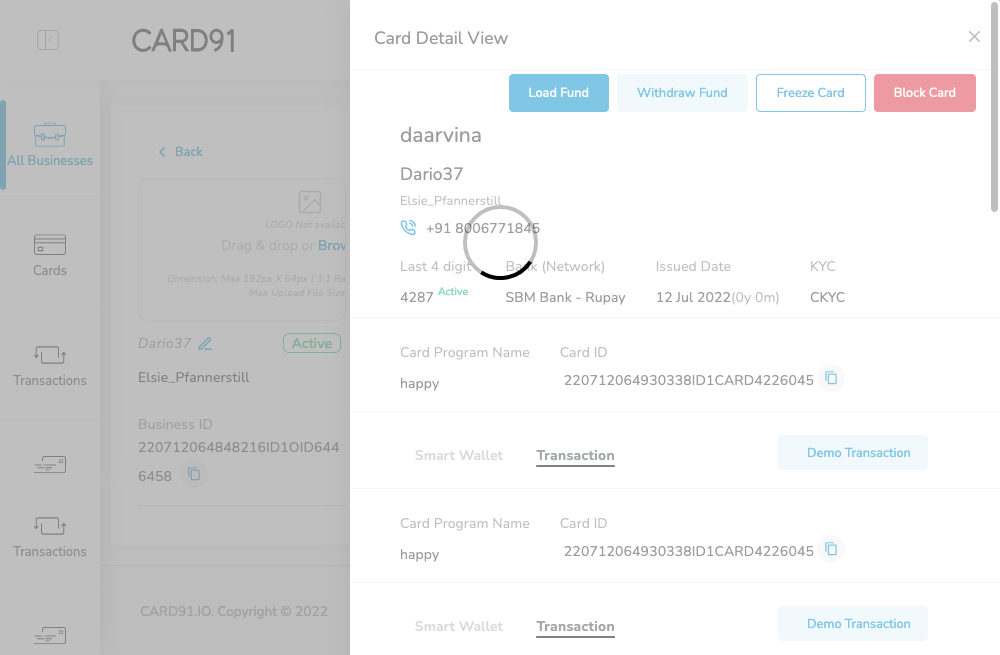 CARD91
All Businesses
Cards
Transactions
Transactions
Back
LOGO Not availab
Drag & drop or Brow
Dimension: Max 192px X 64px | 3.1 Ra
Max Upload File Size
Dario37
Active
Elsie_Pfannerstill
Business ID
220712064848216ID1OID644
6458
CARD91.IO. Copyright © 2022
Card Detail View
Load Fund
Withdraw Fund
Freeze Card
Block Card
daarvina
Dario37
Elsie_Pfannerstill
+91 8006771845
Last 4 digit
Bank (Network)
Issued Date
KYC
4287 Active
SBM Bank - Rupay
12 Jul 2022(0y 0m)
CKYC
Card Program Name
Card ID
happy
220712064930338ID1CARD4226045
Smart Wallet
Transaction
Demo Transaction
Card Program Name
Card ID
happy
220712064930338ID1CARD4226045
Smart Wallet
Transaction
Demo Transaction